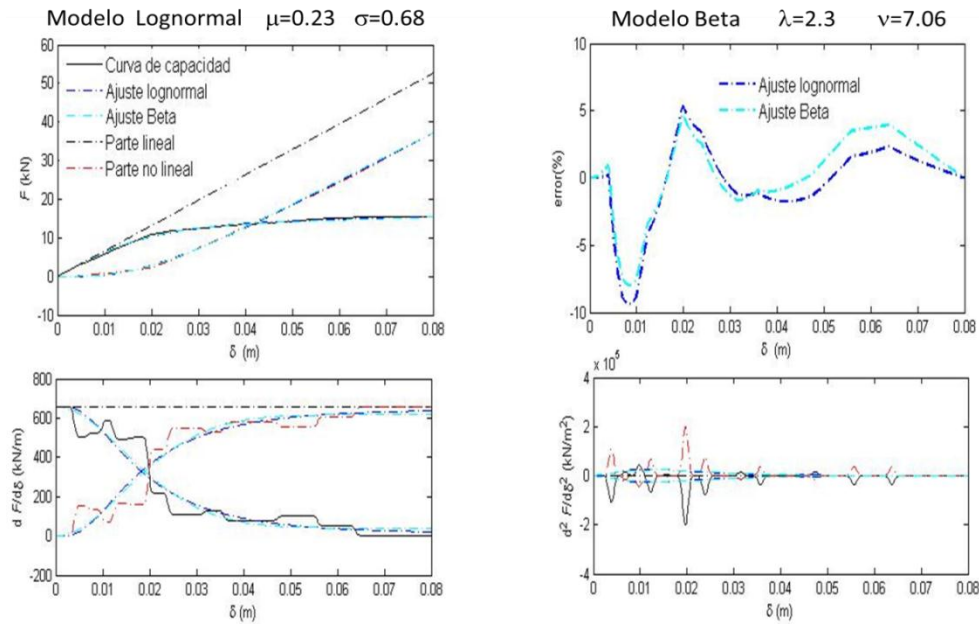 Modelo Lognormal μ=0.23 σ=0.68
Modelo Beta λ=2.3 ν=7.06
60
50
40
30
20
10
0
-10
F (kN)
Curva de capacidad
Ajuste lognormal
Ajuste Beta
Parte lineal
Parte no lineal
0 0.01 0.02 0.03 0.04 0.05 0.06 0.07 0.08
δ (m)
10
5
0
-5
-10
error(%)
Ajuste lognormal
Ajuste Beta
0 0.01 0.02 0.03 0.04 0.05 0.06 0.07 0.08
δ (m)
800
600
400
200
0
-200
d F/dδ (kN/m)
0 0.01 0.02 0.03 0.04 0.05 0.06 0.07 0.08
δ (m)
x 10⁵
4
2
0
-2
-4
d² F/dδ² (kN/m²)
0 0.01 0.02 0.03 0.04 0.05 0.06 0.07 0.08
δ (m)